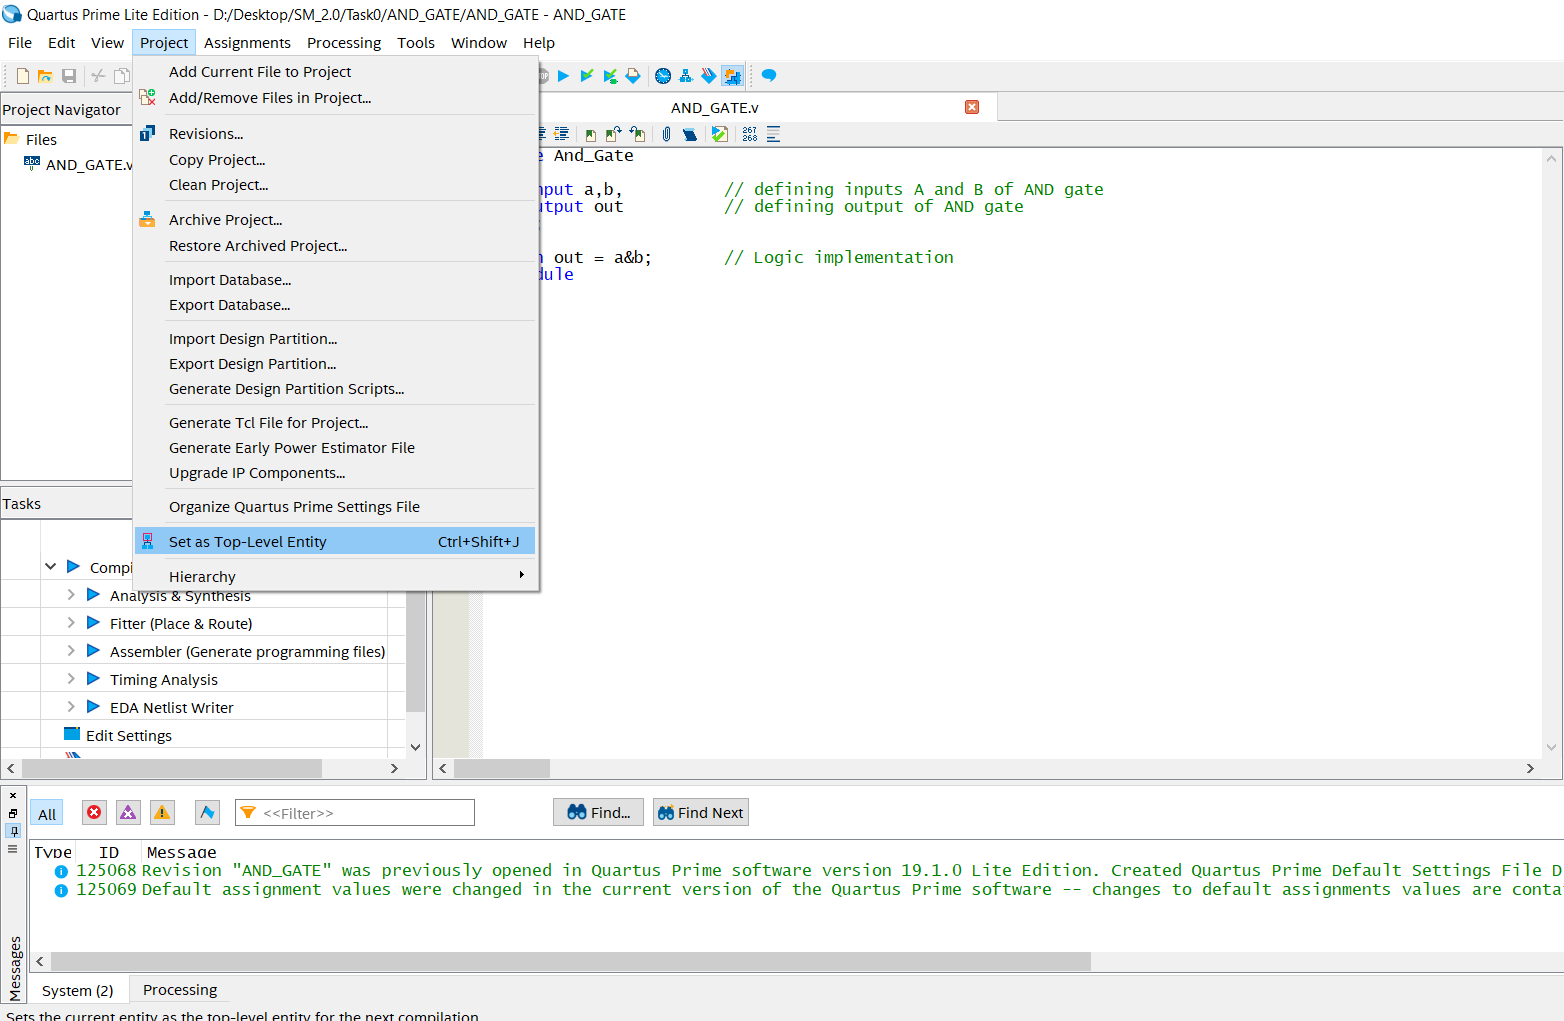 Quartus Prime Lite Edition - D:/Desktop/SM_2.0/Task0/AND_GATE/AND_GATE - AND_GATE
File Edit View Project Assignments Processing Tools Window Help
Project Navigator
Files
AND_GATE.v
Add Current File to Project
Add/Remove Files in Project...
Revisions...
Copy Project...
Clean Project...
Archive Project...
Restore Archived Project...
Import Database...
Export Database...
Import Design Partition...
Export Design Partition...
Generate Design Partition Scripts...
Generate Tcl File for Project...
Generate Early Power Estimator File
Upgrade IP Components...
Organize Quartus Prime Settings File
Set as Top-Level Entity Ctrl+Shift+J
Hierarchy
AND_GATE.v
267
268
e And_Gate
nput a,b, // defining inputs A and B of AND gate
utput out // defining output of AND gate
n out = a&b; // Logic implementation
dule
Tasks
Compi
Analysis & Synthesis
Fitter (Place & Route)
Assembler (Generate programming files)
Timing Analysis
EDA Netlist Writer
Edit Settings
All <<Filter>> Find... Find Next
Type ID Message
125068 Revision "AND_GATE" was previously opened in Quartus Prime software version 19.1.0 Lite Edition. Created Quartus Prime Default Settings File D
125069 Default assignment values were changed in the current version of the Quartus Prime software -- changes to default assignments values are conta
Messages
System (2) Processing
Sets the current entity as the top-level entity for the next compilation